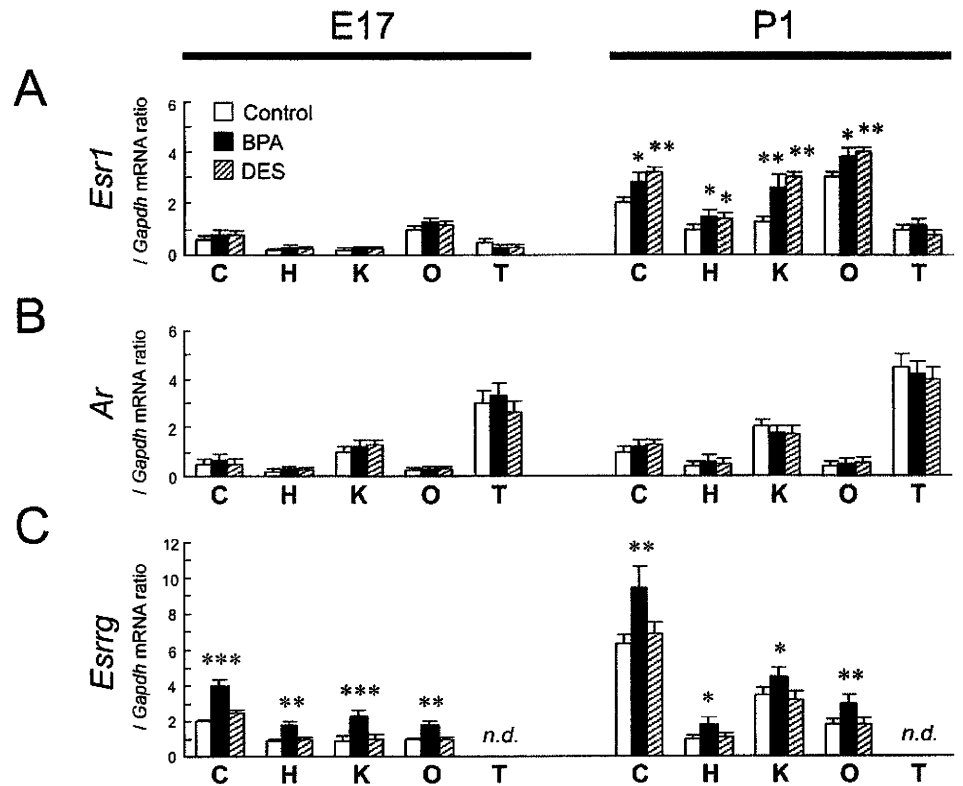 E17 P1
A
Esr1
/ Gapdh mRNA ratio
6
4
2
0
Control
BPA
DES
* ** * * ** ** * **
C H K O T C H K O T
B
Ar
/ Gapdh mRNA ratio
6
4
2
0
C H K O T C H K O T
C
Esrrg
/ Gapdh mRNA ratio
12
10
8
6
4
2
0
*** ** *** ** n.d. ** * * ** n.d.
C H K O T C H K O T